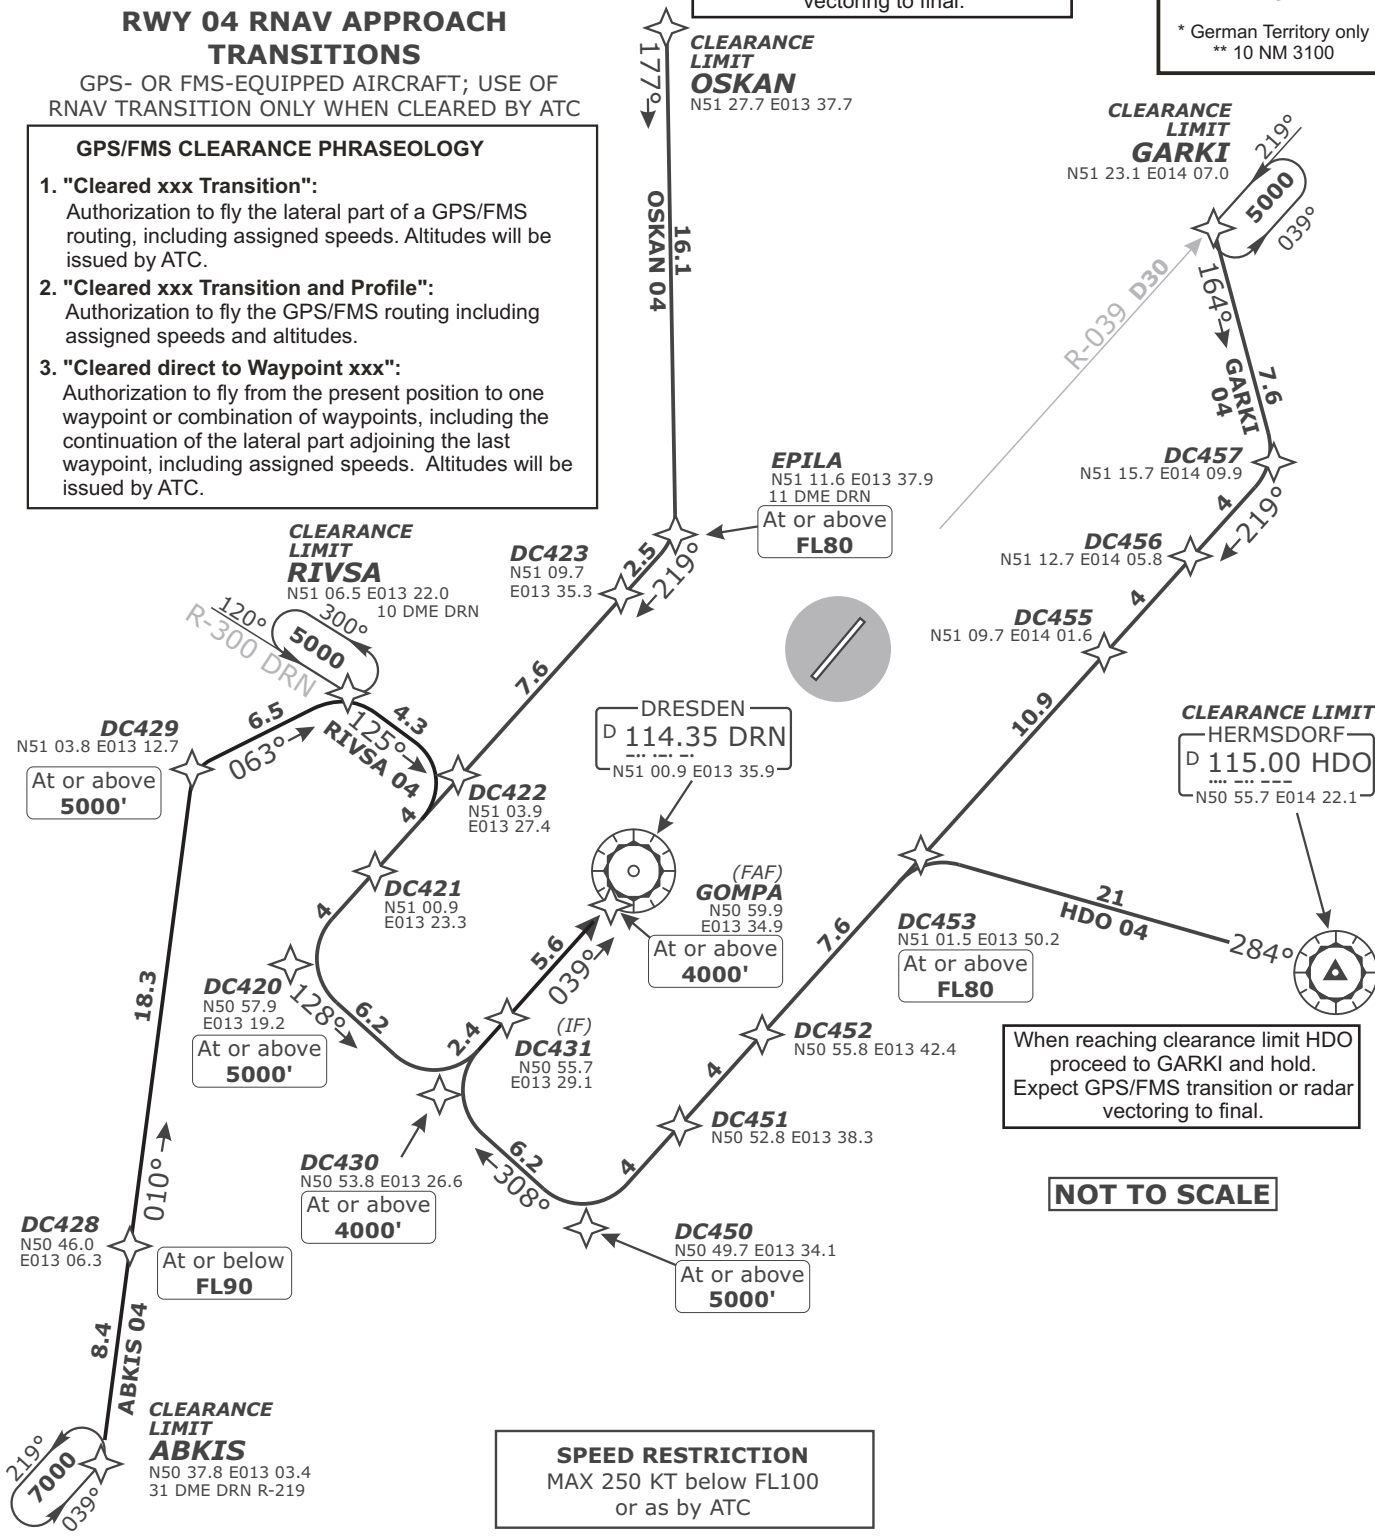 vectoring to final.
* German Territory only
** 10 NM 3100
RWY 04 RNAV APPROACH
TRANSITIONS
GPS- OR FMS-EQUIPPED AIRCRAFT; USE OF
RNAV TRANSITION ONLY WHEN CLEARED BY ATC
GPS/FMS CLEARANCE PHRASEOLOGY
1. "Cleared xxx Transition":
Authorization to fly the lateral part of a GPS/FMS
routing, including assigned speeds. Altitudes will be
issued by ATC.
2. "Cleared xxx Transition and Profile":
Authorization to fly the GPS/FMS routing including
assigned speeds and altitudes.
3. "Cleared direct to Waypoint xxx":
Authorization to fly from the present position to one
waypoint or combination of waypoints, including the
continuation of the lateral part adjoining the last
waypoint, including assigned speeds. Altitudes will be
issued by ATC.
CLEARANCE
LIMIT
OSKAN
N51 27.7 E013 37.7
177°
OSKAN 04
16.1
CLEARANCE
LIMIT
GARKI
N51 23.1 E014 07.0
219°
5000
039°
R-039 D30
164°
GARKI
04
7.6
DC457
N51 15.7 E014 09.9
4
219°
EPILA
N51 11.6 E013 37.9
11 DME DRN
At or above
FL80
DC456
N51 12.7 E014 05.8
4
DC455
N51 09.7 E014 01.6
10.9
CLEARANCE
LIMIT
RIVSA
N51 06.5 E013 22.0
10 DME DRN
120°
300°
5000
R-300 DRN
DC423
N51 09.7
E013 35.3
2.5
219°
7.6
DC429
N51 03.8 E013 12.7
At or above
5000'
6.5
063°
4.3
125°
RIVSA 04
DC422
N51 03.9
E013 27.4
4
DRESDEN
D 114.35 DRN
N51 00.9 E013 35.9
CLEARANCE LIMIT
HERMSDORF
D 115.00 HDO
N50 55.7 E014 22.1
DC421
N51 00.9
E013 23.3
4
(FAF)
GOMPA
N50 59.9
E013 34.9
At or above
4000'
5.6
039°
DC453
N51 01.5 E013 50.2
At or above
FL80
21
HDO 04
284°
7.6
DC420
N50 57.9
E013 19.2
At or above
5000'
128°
6.2
2.4
(IF)
DC431
N50 55.7
E013 29.1
DC452
N50 55.8 E013 42.4
4
When reaching clearance limit HDO
proceed to GARKI and hold.
Expect GPS/FMS transition or radar
vectoring to final.
18.3
010°
DC430
N50 53.8 E013 26.6
At or above
4000'
6.2
308°
4
DC451
N50 52.8 E013 38.3
NOT TO SCALE
DC428
N50 46.0
E013 06.3
At or below
FL90
DC450
N50 49.7 E013 34.1
At or above
5000'
8.4
ABKIS 04
CLEARANCE
LIMIT
ABKIS
N50 37.8 E013 03.4
31 DME DRN R-219
219°
7000
039°
SPEED RESTRICTION
MAX 250 KT below FL100
or as by ATC